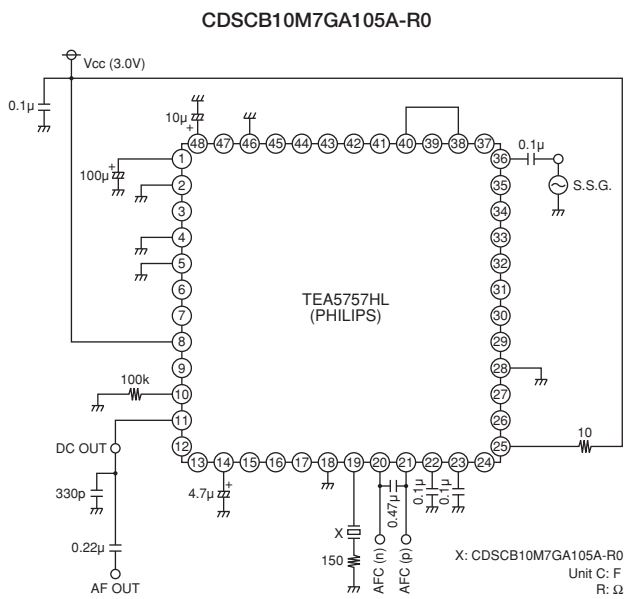 CDSCB10M7GA105A-R0
Vcc (3.0V)
0.1μ
10μ
+
48 47 46 45 44 43 42 41 40 39 38 37
0.1μ
S.S.G.
100μ
+
1
2
3
4
5
6
7
8
9
10
11
12
36
35
34
33
32
31
30
29
28
27
26
25
TEA5757HL
(PHILIPS)
100k
10
DC OUT
13 14 15 16 17 18 19 20 21 22 23 24
330p
4.7μ
+
0.47μ
0.1μ
0.1μ
0.22μ
X
150
AFC (n)
AFC (p)
AF OUT
X: CDSCB10M7GA105A-R0
Unit C: F
R: Ω